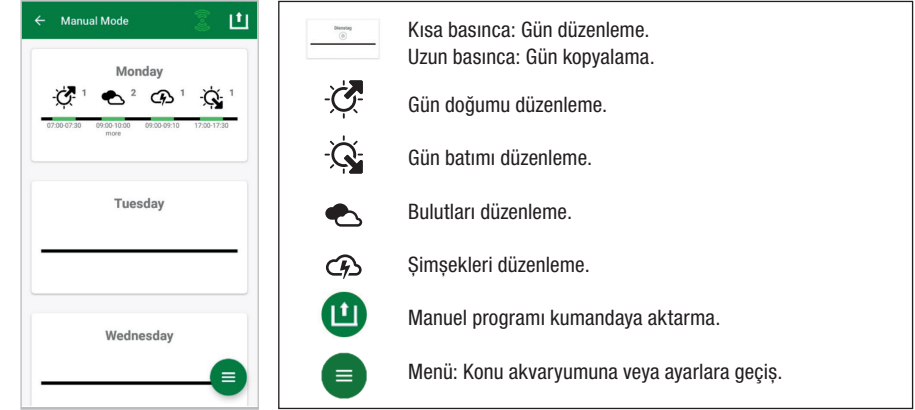 Manual Mode
Monday
1 2 1 1
07:00-07:30 09:00-10:00 09:00-09:10 17:00-17:30
more
Tuesday
Wednesday
Dienstag
Kısa basınca: Gün düzenleme.
Uzun basınca: Gün kopyalama.
Gün doğumu düzenleme.
Gün batımı düzenleme.
Bulutları düzenleme.
Şimşekleri düzenleme.
Manuel programı kumandaya aktarma.
Menü: Konu akvaryumuna veya ayarlara geçiş.